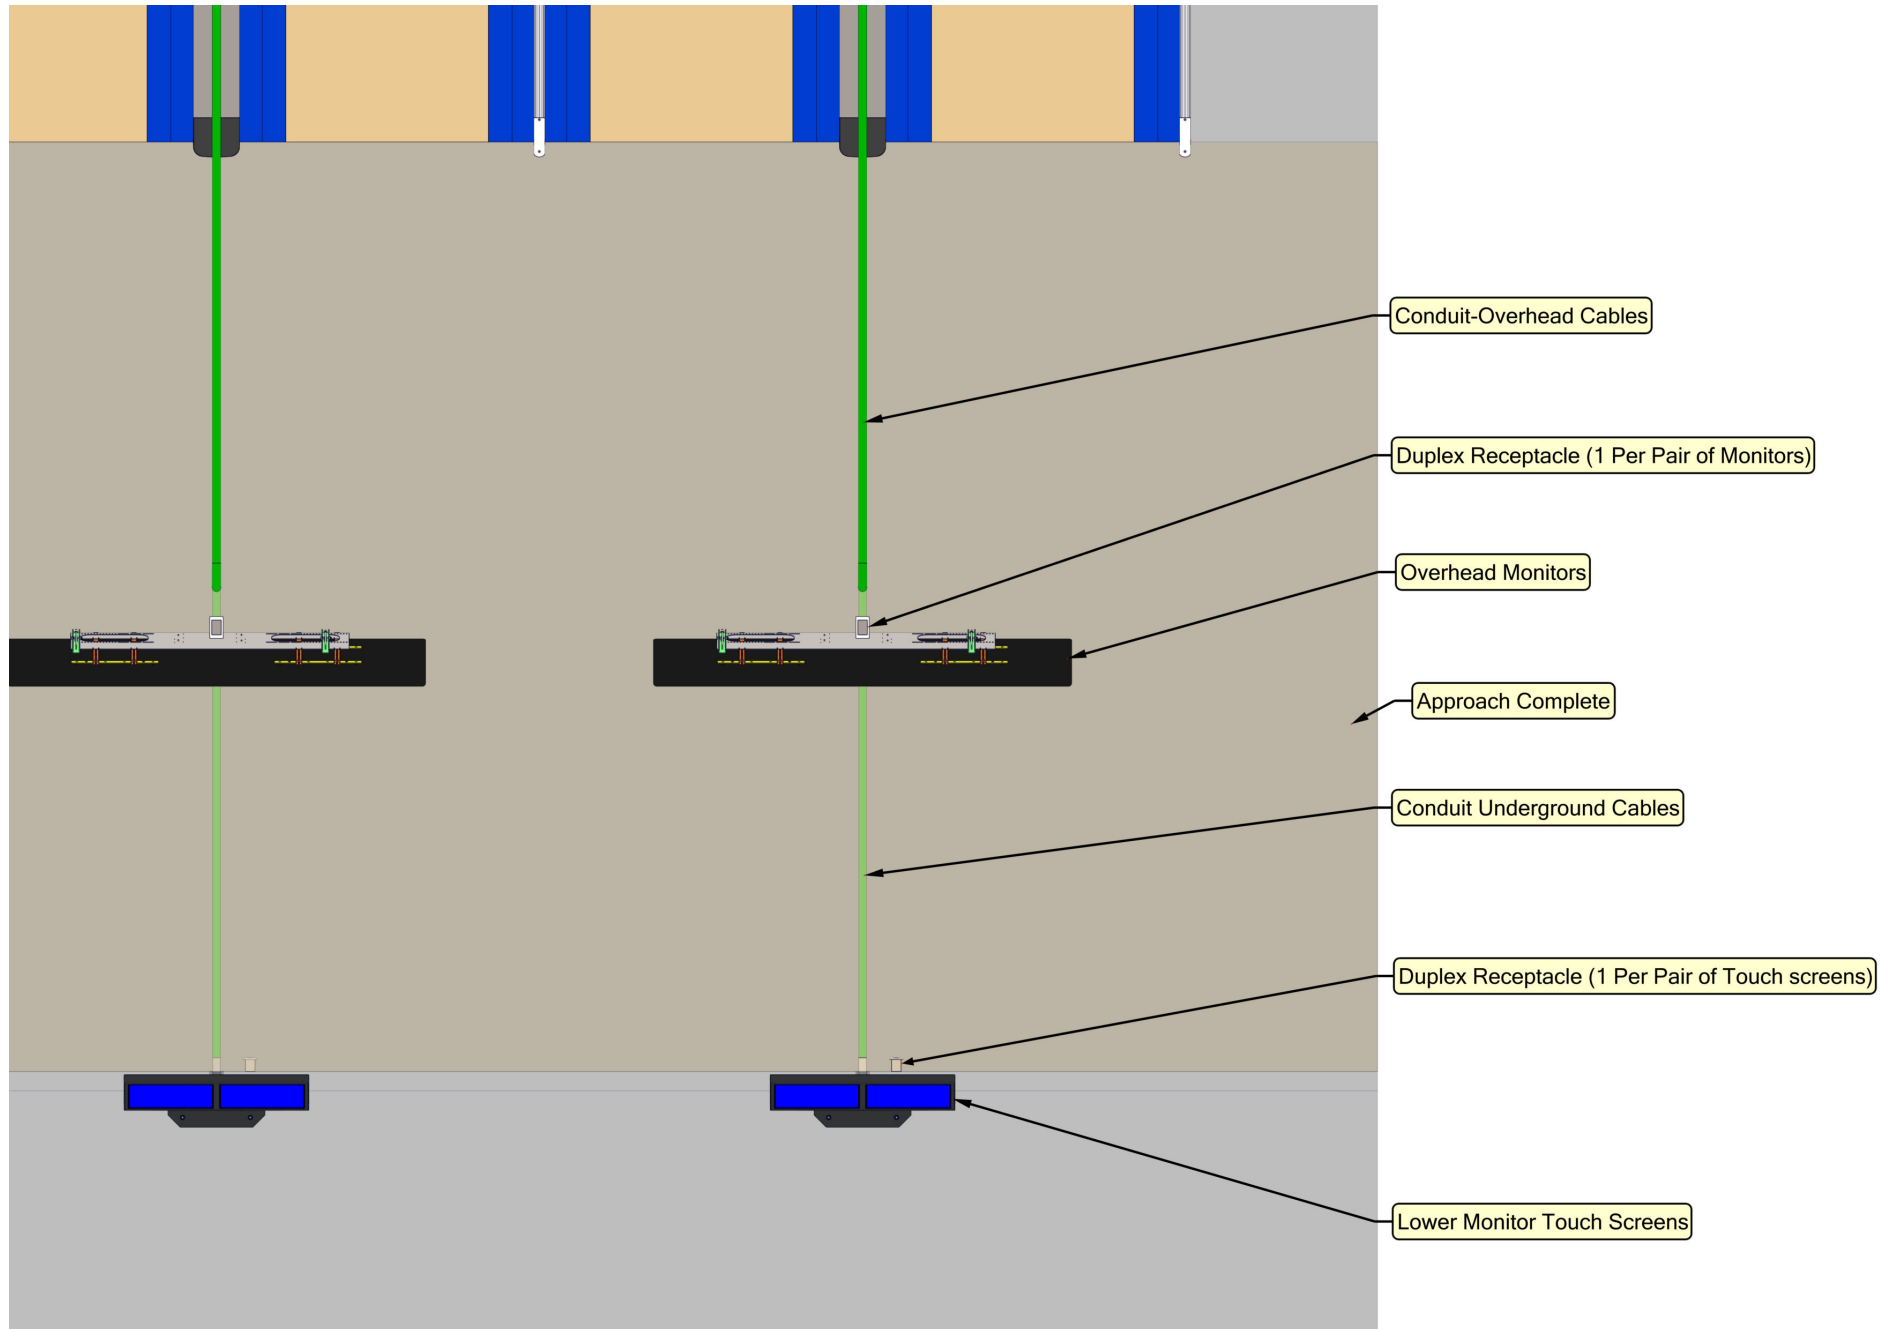 Conduit-Overhead Cables
Duplex Receptacle (1 Per Pair of Monitors)
Overhead Monitors
Approach Complete
Conduit Underground Cables
Duplex Receptacle (1 Per Pair of Touch screens)
Lower Monitor Touch Screens